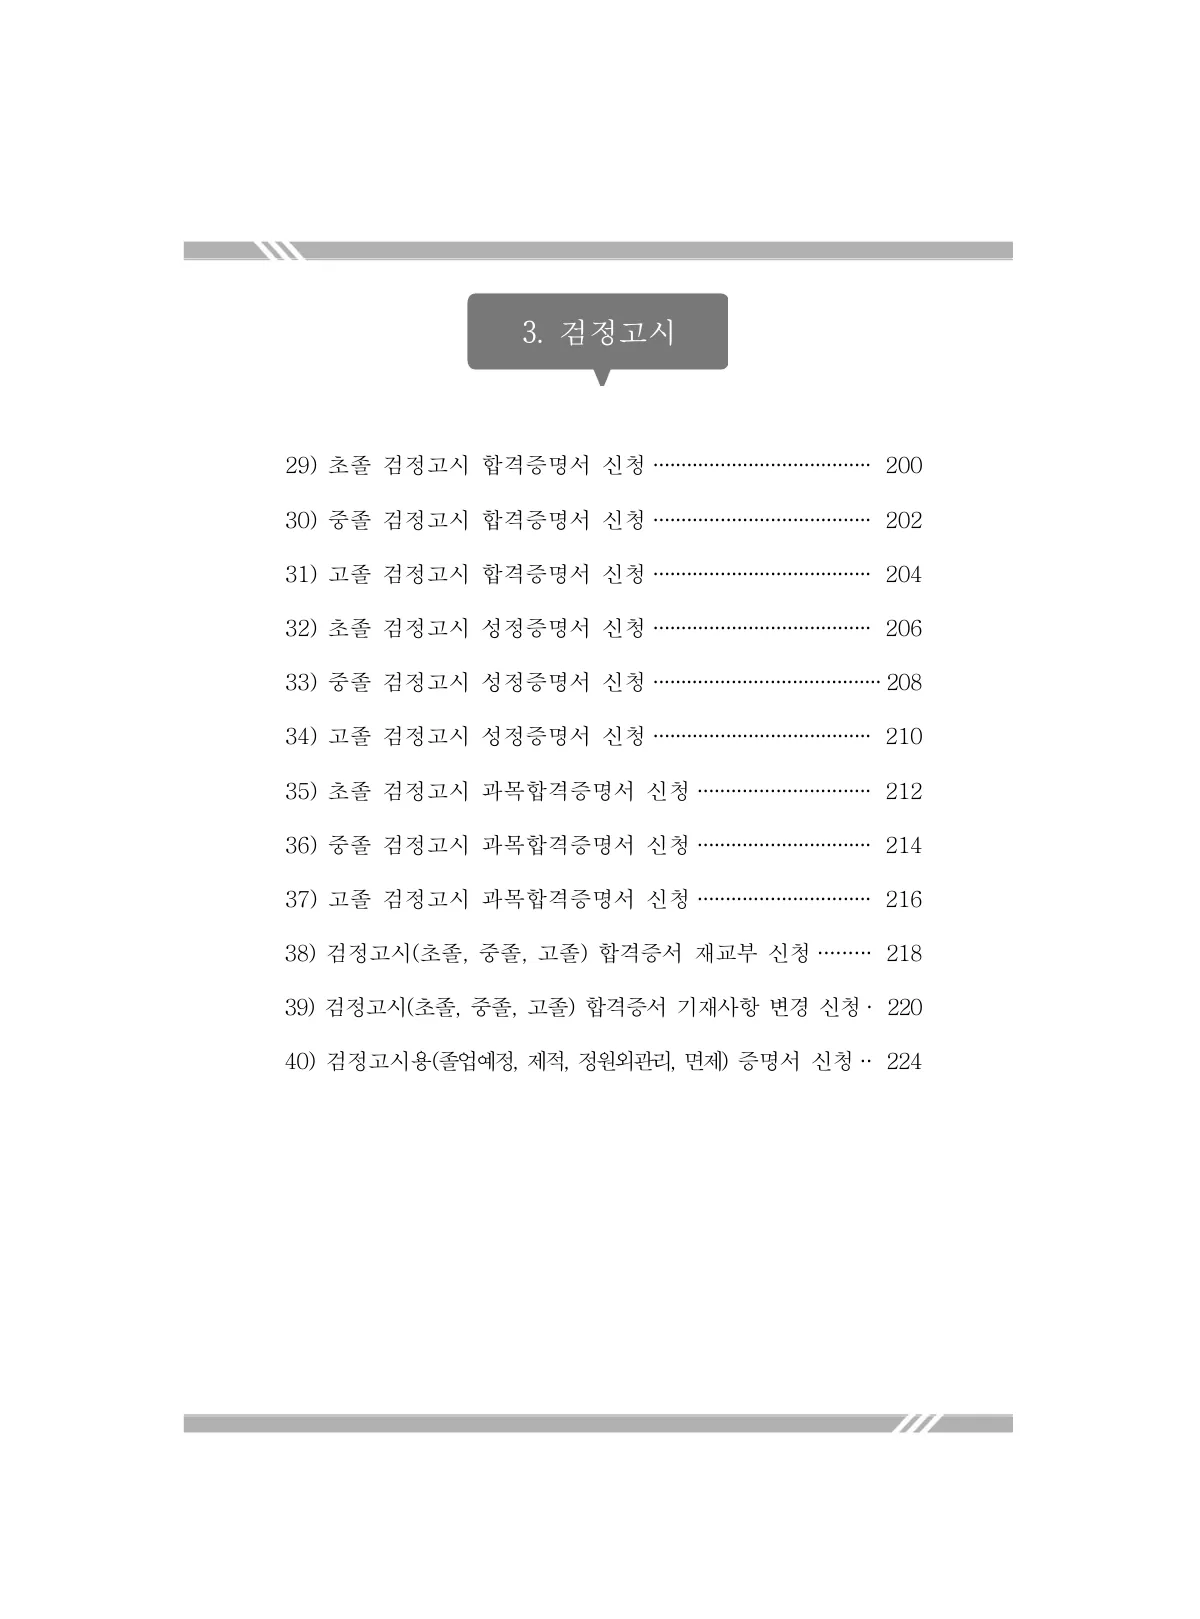 3. 검정고시
29) 초졸 검정고시 합격증명서 신청 ······································· 200
30) 중졸 검정고시 합격증명서 신청 ······································· 202
31) 고졸 검정고시 합격증명서 신청 ······································· 204
32) 초졸 검정고시 성정증명서 신청 ······································· 206
33) 중졸 검정고시 성정증명서 신청 ········································· 208
34) 고졸 검정고시 성정증명서 신청 ······································· 210
35) 초졸 검정고시 과목합격증명서 신청 ······························· 212
36) 중졸 검정고시 과목합격증명서 신청 ······························· 214
37) 고졸 검정고시 과목합격증명서 신청 ······························· 216
38) 검정고시(초졸, 중졸, 고졸) 합격증서 재교부 신청 ········· 218
39) 검정고시(초졸, 중졸, 고졸) 합격증서 기재사항 변경 신청 · 220
40) 검정고시용(졸업예정, 제적, 정원외관리, 면제) 증명서 신청 ·· 224